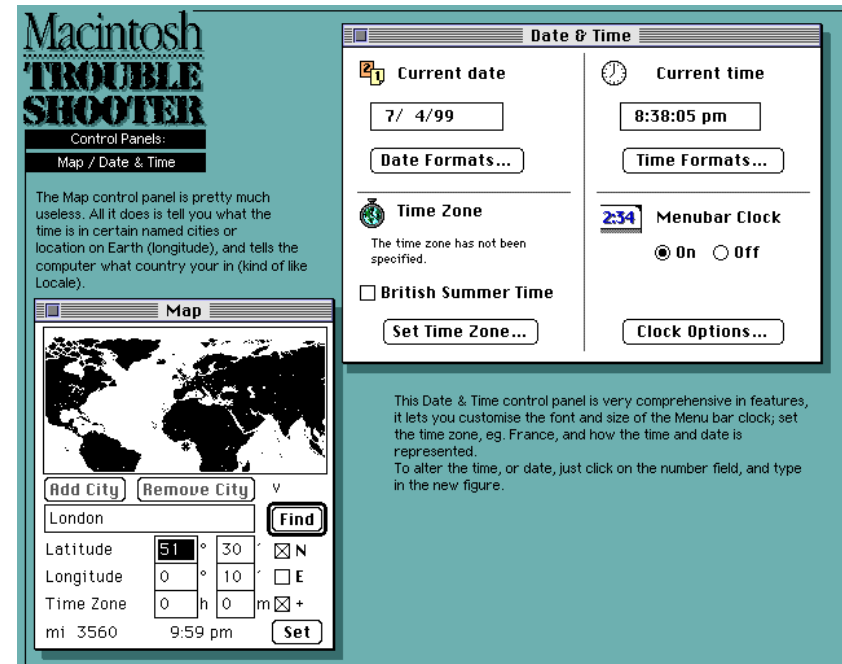 Macintosh
TROUBLE
SHOOTER
Control Panels:
Map / Date & Time
The Map control panel is pretty much
useless. All it does is tell you what the
time is in certain named cities or
location on Earth (longitude), and tells the
computer what country your in (kind of like
Locale).
Map
Add City Remove City v
London Find
Latitude 51 ° 30 ′ N
Longitude 0 ° 10 ′ E
Time Zone 0 h 0 m +
mi 3560 9:59 pm Set
Date & Time
Current date
7/ 4/99
Date Formats...
Current time
8:38:05 pm
Time Formats...
Time Zone
The time zone has not been
specified.
British Summer Time
Set Time Zone...
2:34 Menubar Clock
On Off
Clock Options...
This Date & Time control panel is very comprehensive in features,
it lets you customise the font and size of the Menu bar clock; set
the time zone, eg. France, and how the time and date is
represented.
To alter the time, or date, just click on the number field, and type
in the new figure.